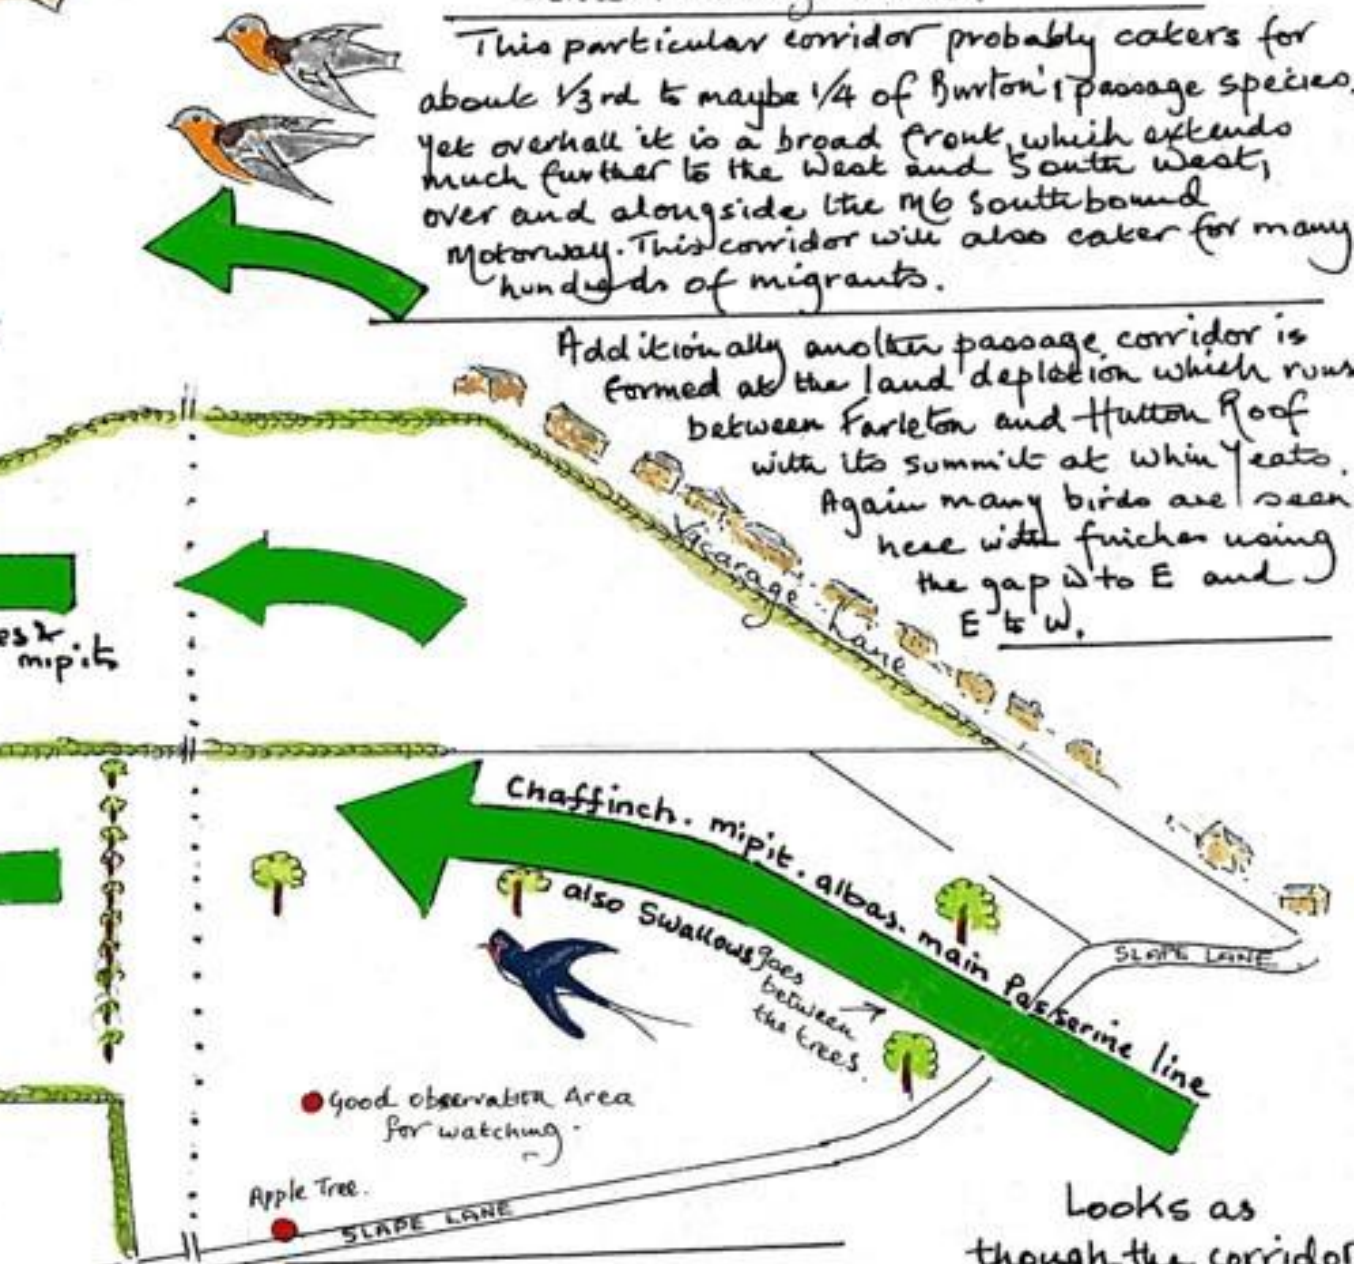 This particular corridor probably caters for
about 1/3rd to maybe 1/4 of Burton's passage species.
Yet overhall it is a broad front, which extends
much further to the West and South West,
over and alongside the M6 Southbound
Motorway. This corridor will also cater for many
hundreds of migrants.
Additionally another passage corridor is
formed at the land depletion which runs
between Farleton and Hutton Roof
with its summit at Whin Yeats.
Again many birds are seen
here with finches using
the gap W to E and
E to W.
Vicarage Lane
es &
mipits
Chaffinch. mipit. albas. main Passerine line
also Swallows
goes
between
the trees.
SLAPE LANE
Good observation Area
for watching.
Apple Tree.
SLAPE LANE
Looks as
though the corridor